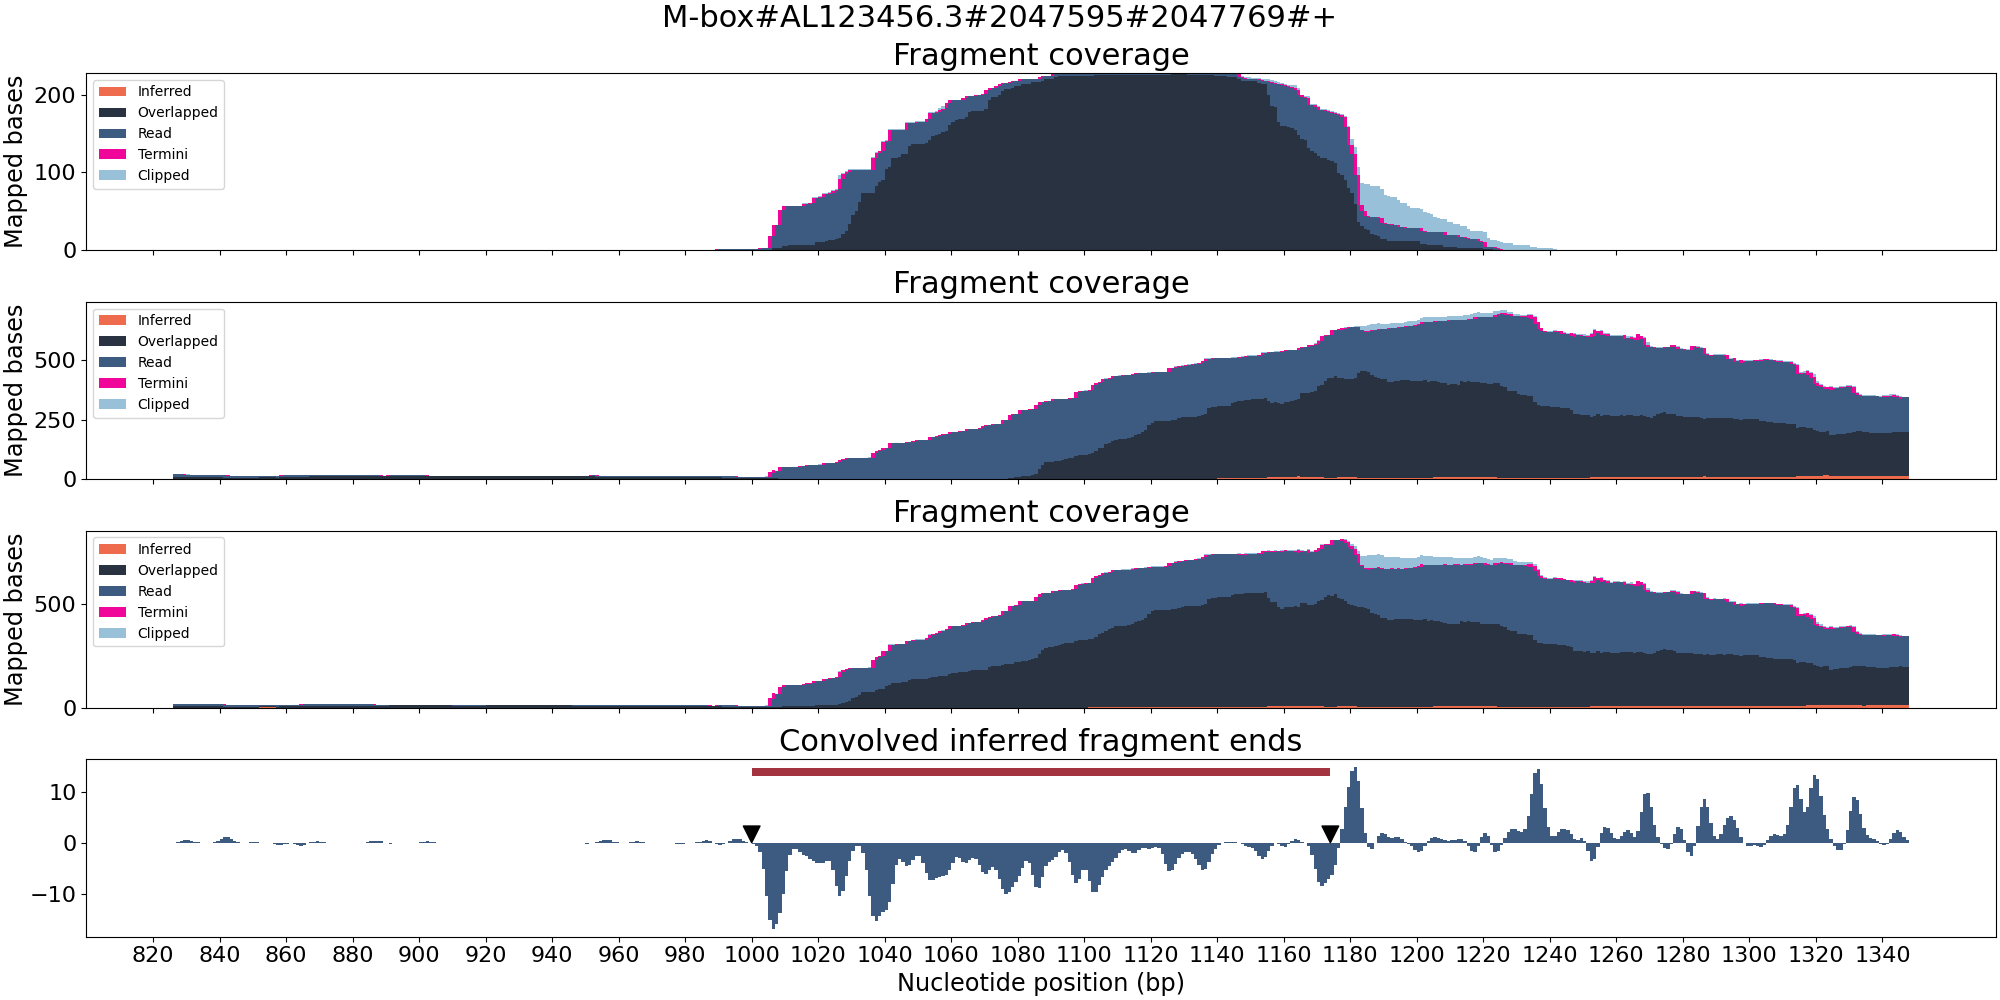 M-box#AL123456.3#2047595#2047769#+
Fragment coverage
Mapped bases
200
100
0
Inferred
Overlapped
Read
Termini
Clipped
Fragment coverage
Mapped bases
500
250
0
Inferred
Overlapped
Read
Termini
Clipped
Fragment coverage
Mapped bases
500
0
Inferred
Overlapped
Read
Termini
Clipped
Convolved inferred fragment ends
10
0
−10
820 840 860 880 900 920 940 960 980 1000 1020 1040 1060 1080 1100 1120 1140 1160 1180 1200 1220 1240 1260 1280 1300 1320 1340
Nucleotide position (bp)